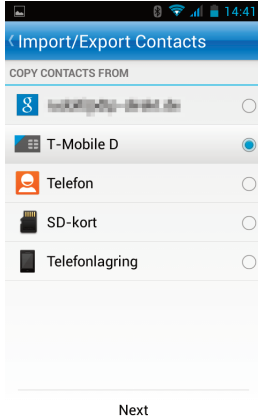 14:41
Import/Export Contacts
COPY CONTACTS FROM
T-Mobile D
Telefon
SD-kort
Telefonlagring
Next